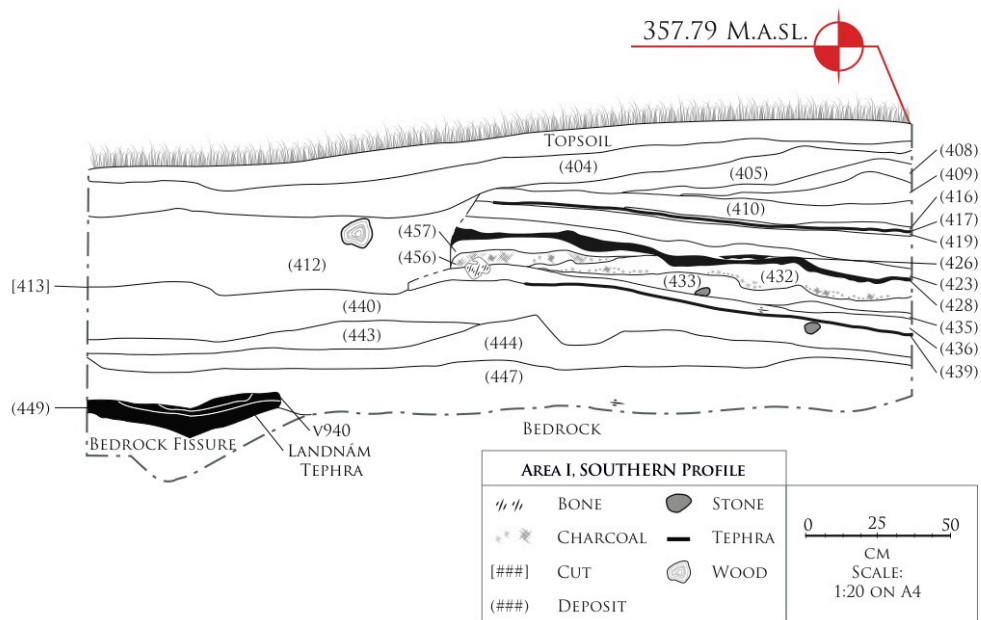 357.79 M.A.SL.
TOPSOIL
(404)
(405)
(408)
(409)
(410)
(416)
(417)
(419)
(457)
(456)
(412)
(426)
(423)
(433)
(432)
(428)
[413]
(440)
(435)
(443)
(444)
(436)
(439)
(447)
(449)
V940
BEDROCK FISSURE
LANDNÁM
TEPHRA
BEDROCK
AREA I, SOUTHERN PROFILE
BONE
STONE
CHARCOAL
TEPHRA
[###] CUT
WOOD
(###) DEPOSIT
0 25 50
CM
SCALE:
1:20 ON A4